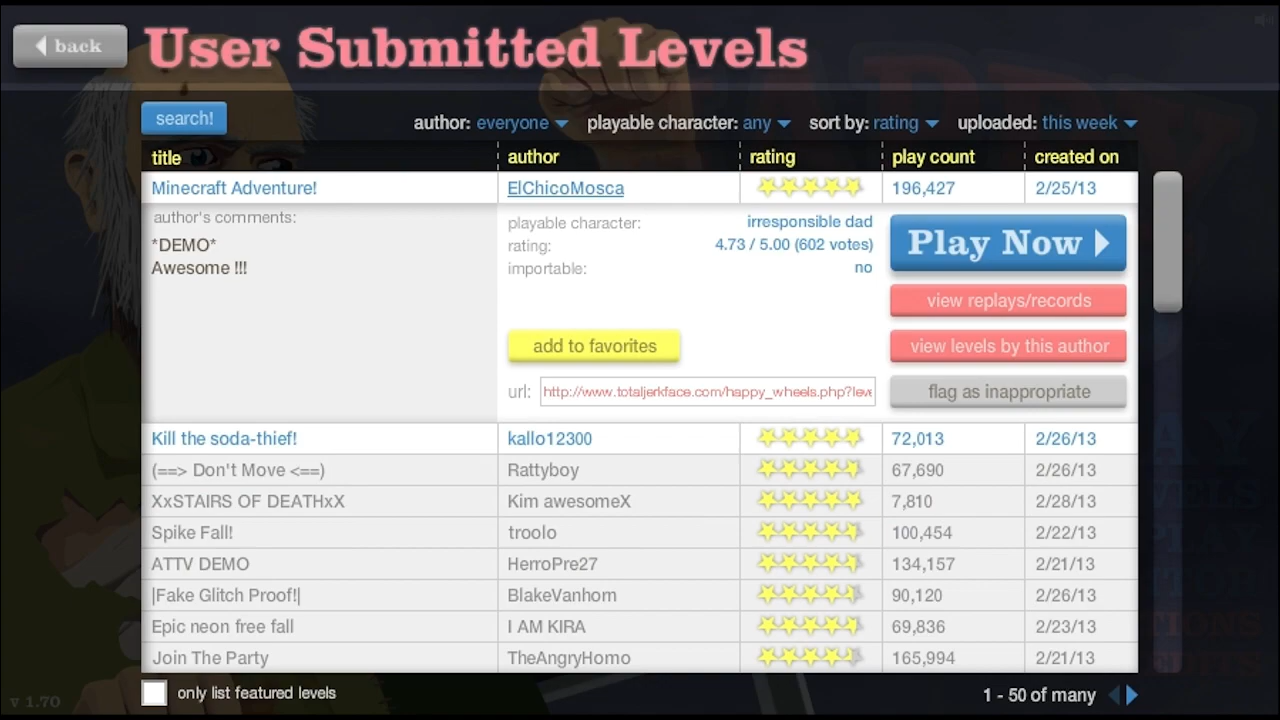 back
User Submitted Levels
search!
author: everyone playable character: any sort by: rating uploaded: this week
title author rating play count created on
Minecraft Adventure! ElChicoMosca 196,427 2/25/13
author's comments:
*DEMO*
Awesome !!!
playable character: irresponsible dad
rating: 4.73 / 5.00 (602 votes)
importable: no
Play Now
view replays/records
add to favorites
view levels by this author
url: http://www.totaljerkface.com/happy_wheels.php?leve
flag as inappropriate
Kill the soda-thief! kallo12300 72,013 2/26/13
(==> Don't Move <==) Rattyboy 67,690 2/26/13
XxSTAIRS OF DEATHxX Kim awesomeX 7,810 2/28/13
Spike Fall! troolo 100,454 2/22/13
ATTV DEMO HerroPre27 134,157 2/21/13
|Fake Glitch Proof!| BlakeVanhom 90,120 2/26/13
Epic neon free fall I AM KIRA 69,836 2/23/13
Join The Party TheAngryHomo 165,994 2/21/13
only list featured levels
1 - 50 of many
v 1.70